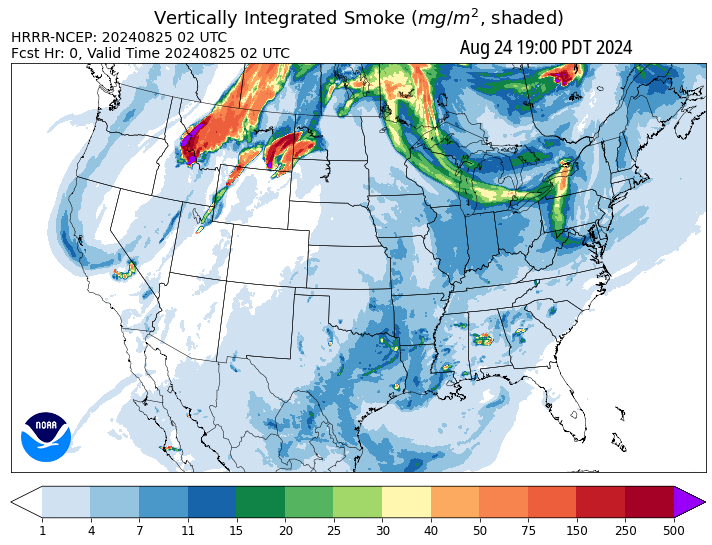 Vertically Integrated Smoke (mg/m², shaded)
HRRR-NCEP: 20240825 02 UTC
Fcst Hr: 0, Valid Time 20240825 02 UTC
Aug 24 19:00 PDT 2024
NOAA
1 4 7 11 15 20 25 30 40 50 75 150 250 500